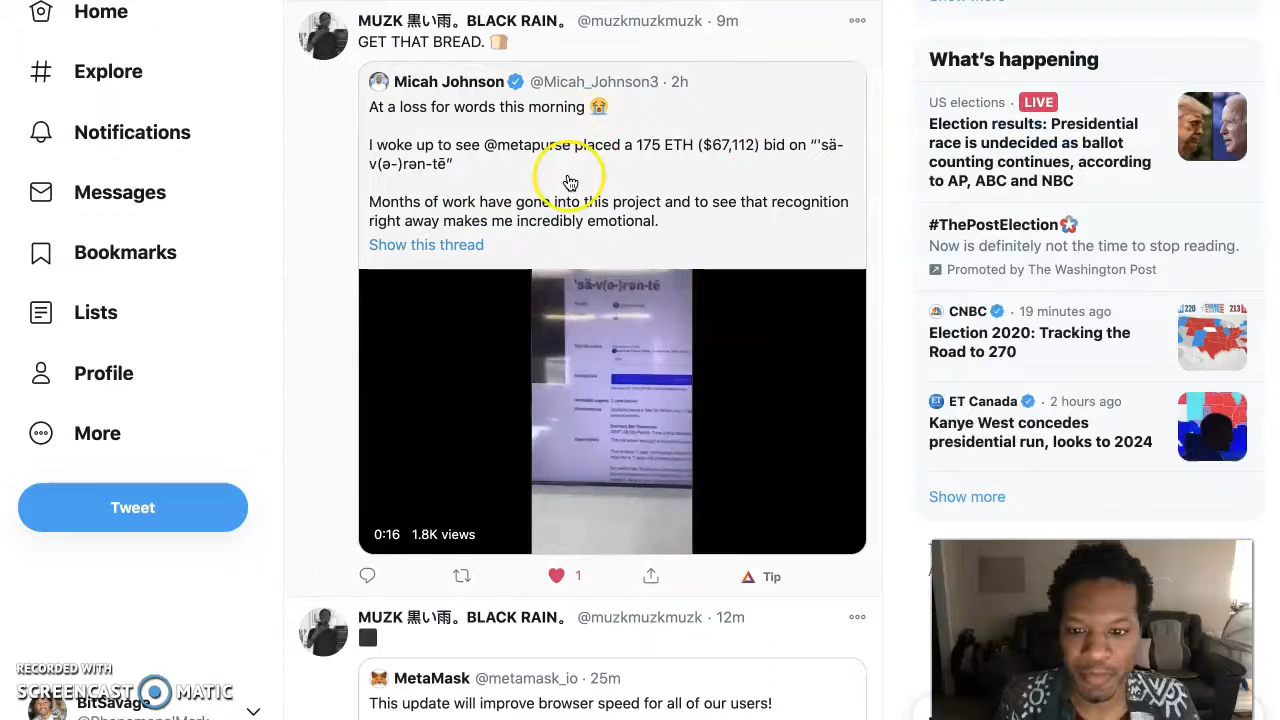 Home
Explore
Notifications
Messages
Bookmarks
Lists
Profile
More
Tweet
RECORDED WITH
SCREENCAST MATIC
BitSavage
MUZK 黒い雨。BLACK RAIN。 @muzkmuzkmuzk · 9m
GET THAT BREAD. 🍞
Micah Johnson @Micah_Johnson3 · 2h
At a loss for words this morning 😭
I woke up to see placed a 175 ETH ($67,112) bid on “'sä-
v(ə-)rən-tē”
Months of work have gone into this project and to see that recognition
right away makes me incredibly emotional.
Show this thread
'sä-v(ə-)rən-tē
0:16 1.8K views
1
Tip
MUZK 黒い雨。BLACK RAIN。 @muzkmuzkmuzk · 12m
MetaMask @metamask_io · 25m
This update will improve browser speed for all of our users!
What’s happening
US elections · LIVE
Election results: Presidential
race is undecided as ballot
counting continues, according
to AP, ABC and NBC
#ThePostElection
Now is definitely not the time to stop reading.
Promoted by The Washington Post
CNBC · 19 minutes ago
Election 2020: Tracking the
Road to 270
220 213
ET Canada · 2 hours ago
Kanye West concedes
presidential run, looks to 2024
Show more